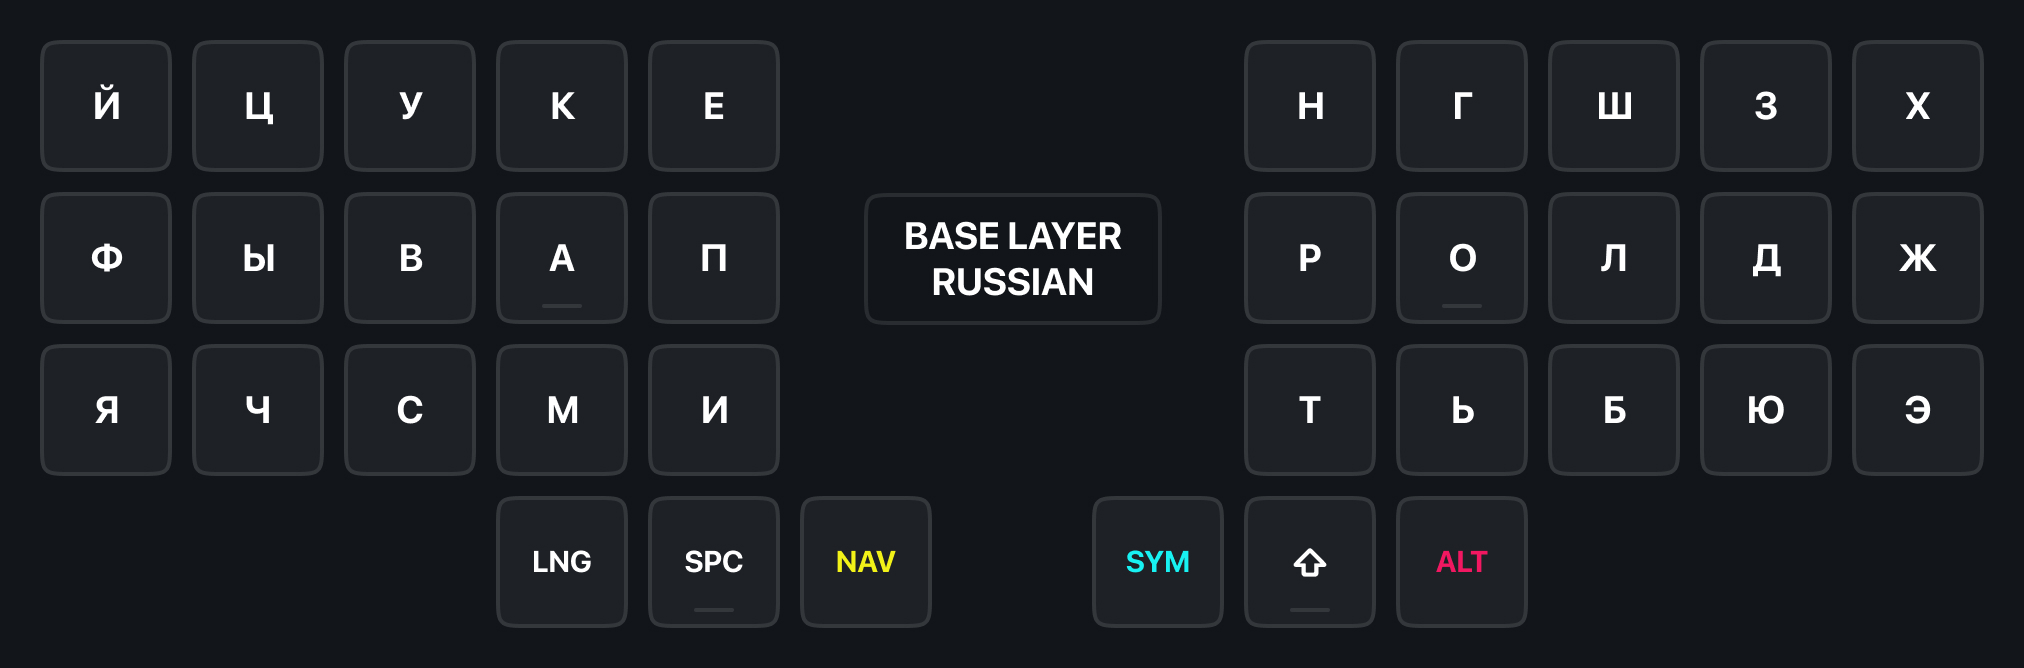 Й Ц У К Е Н Г Ш З Х
BASE LAYER
RUSSIAN
Ф Ы В А П Р О Л Д Ж
Я Ч С М И Т Ь Б Ю Э
LNG SPC NAV SYM ALT